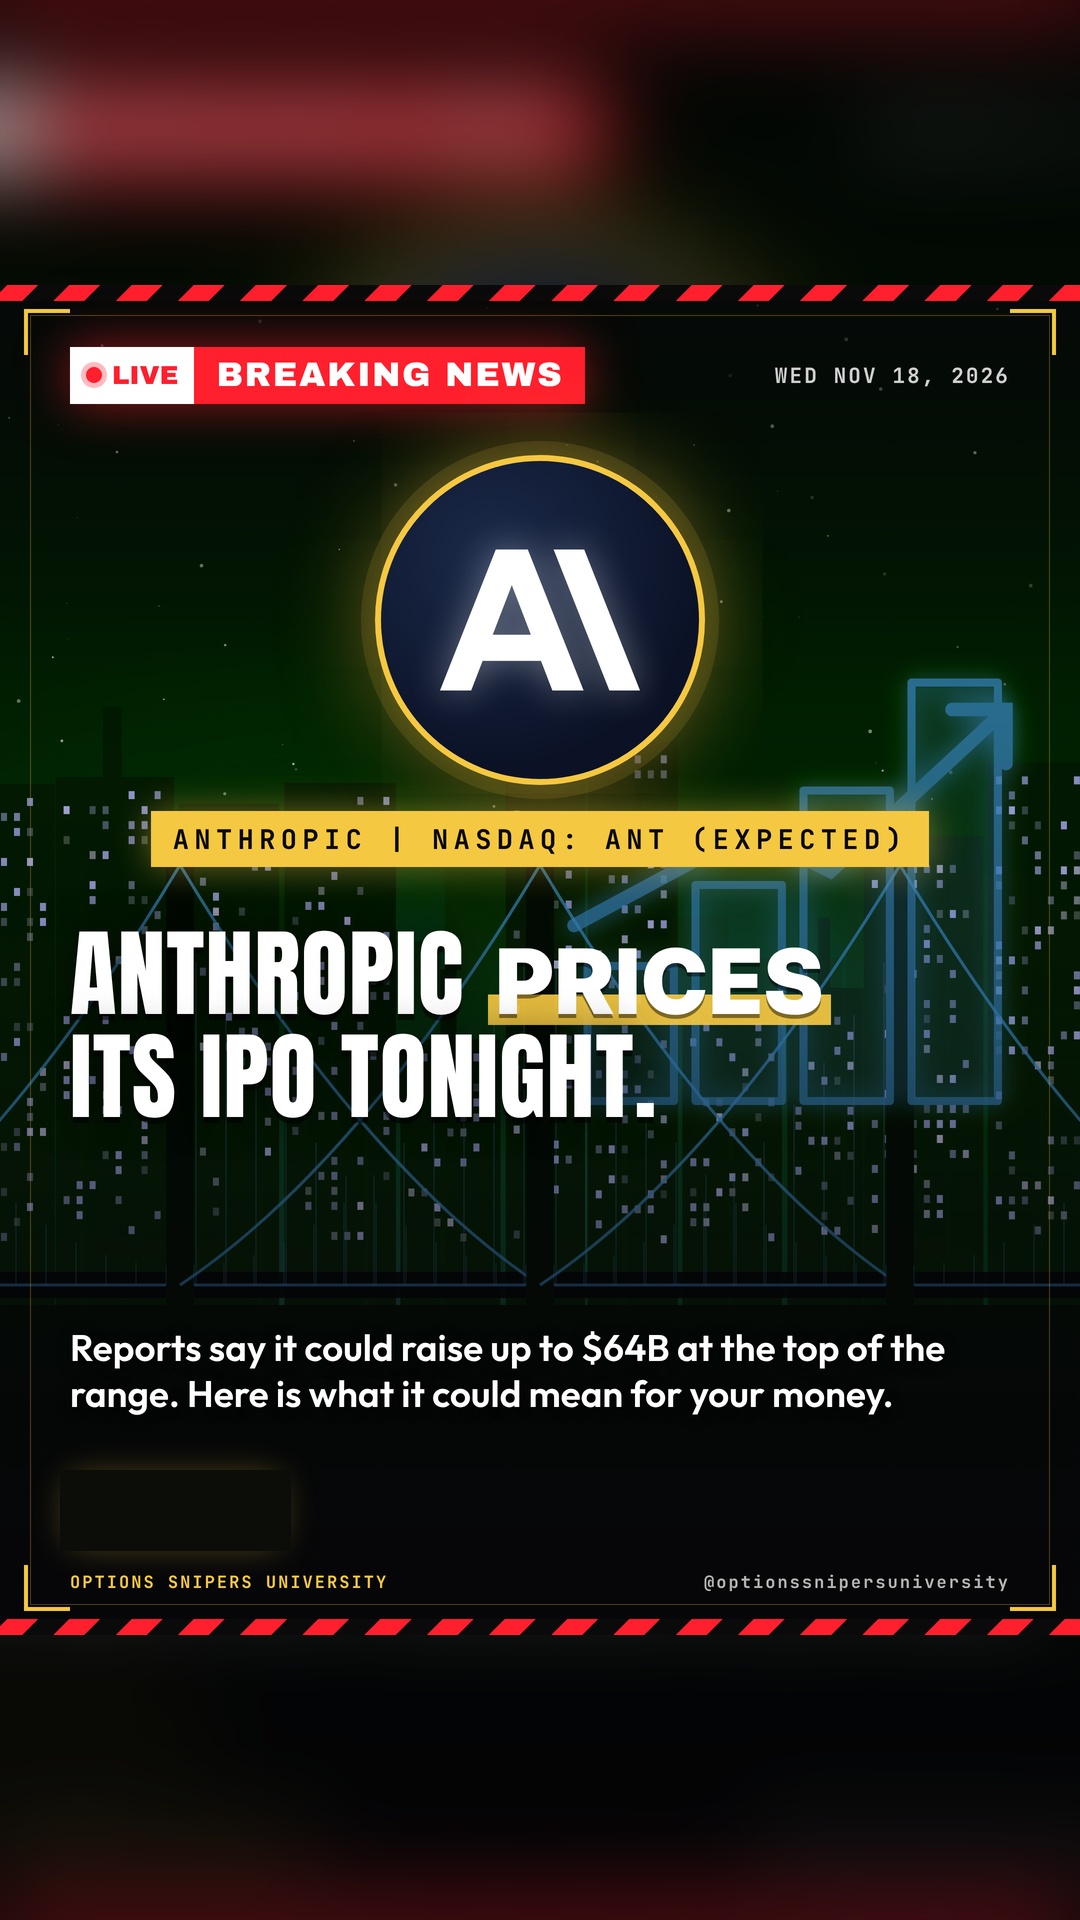 LIVE BREAKING NEWS
WED NOV 18, 2026
A\
ANTHROPIC | NASDAQ: ANT (EXPECTED)
ANTHROPIC PRICES
ITS IPO TONIGHT.
Reports say it could raise up to $64B at the top of the
range. Here is what it could mean for your money.
OPTIONS SNIPERS UNIVERSITY
@optionssnipersuniversity